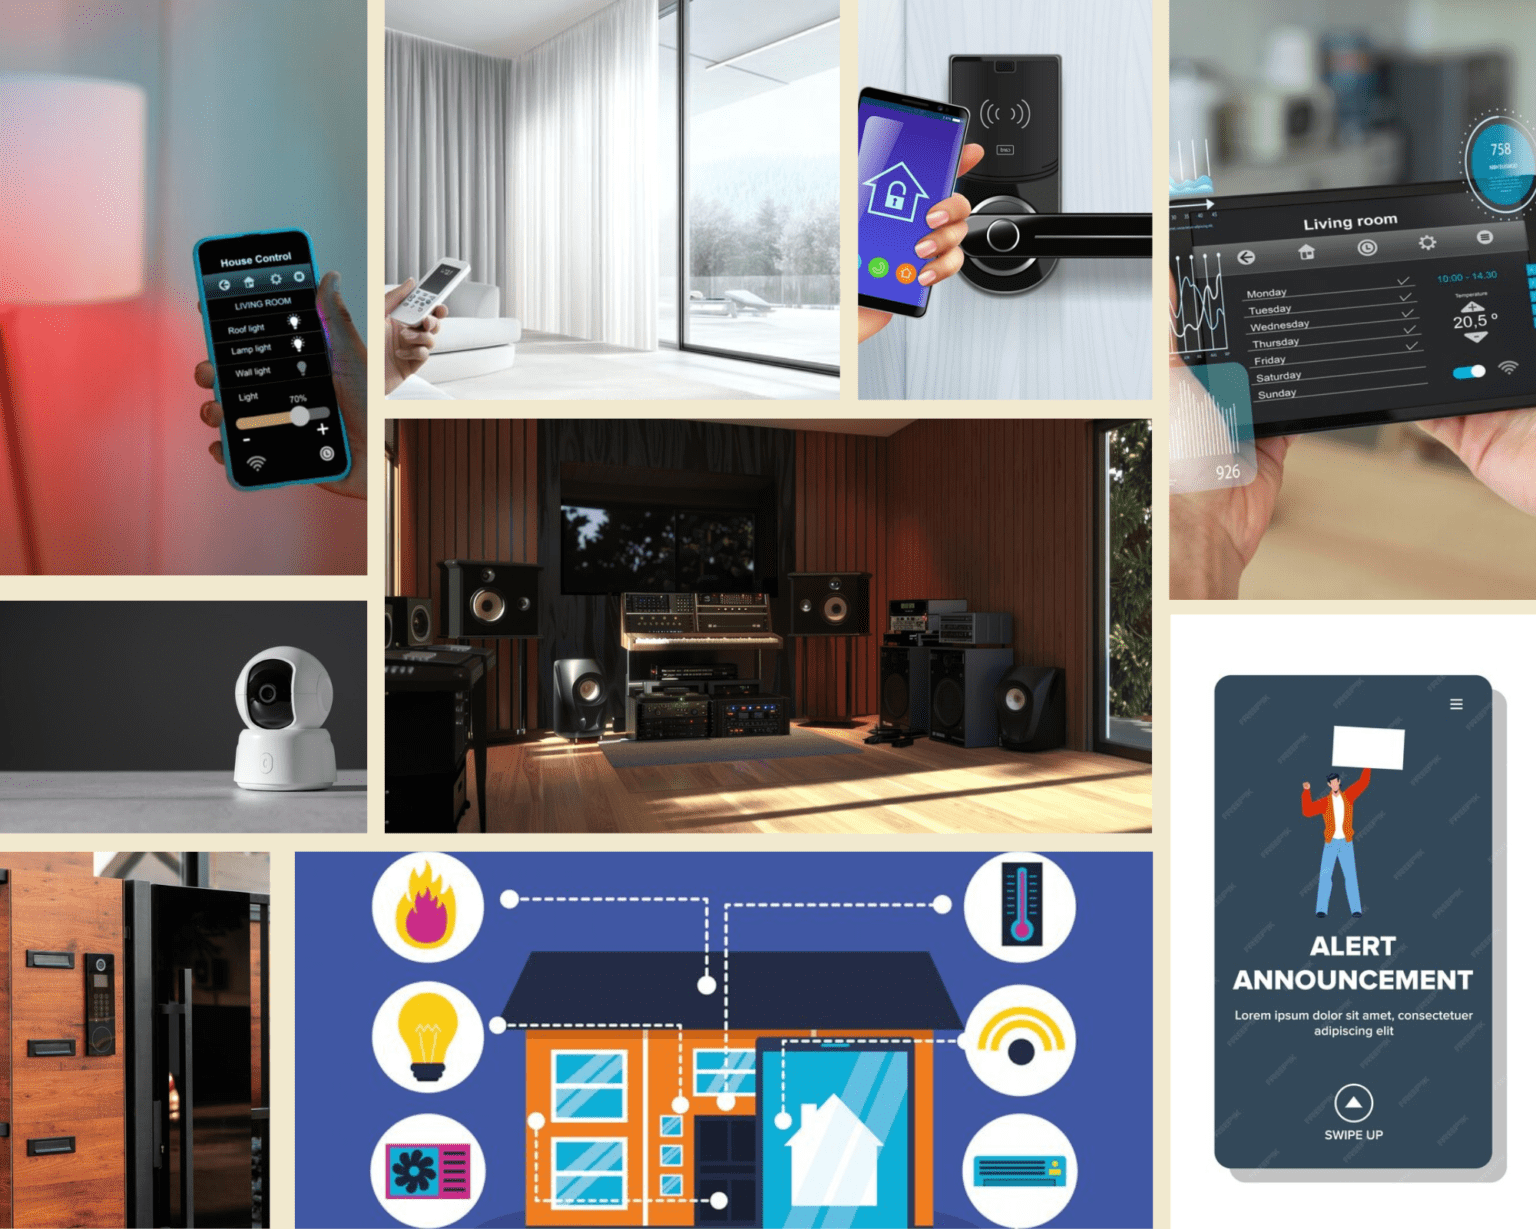 House Control
LIVING ROOM
Roof light
Lamp light
Wall light
Light 70%
- +
758
Living room
10:00 - 14.30
Monday
Tuesday
Wednesday
Thursday
Friday
Saturday
Sunday
Temperature
20,5 °
926
ALERT
ANNOUNCEMENT
Lorem ipsum dolor sit amet, consectetuer
adipiscing elit
SWIPE UP